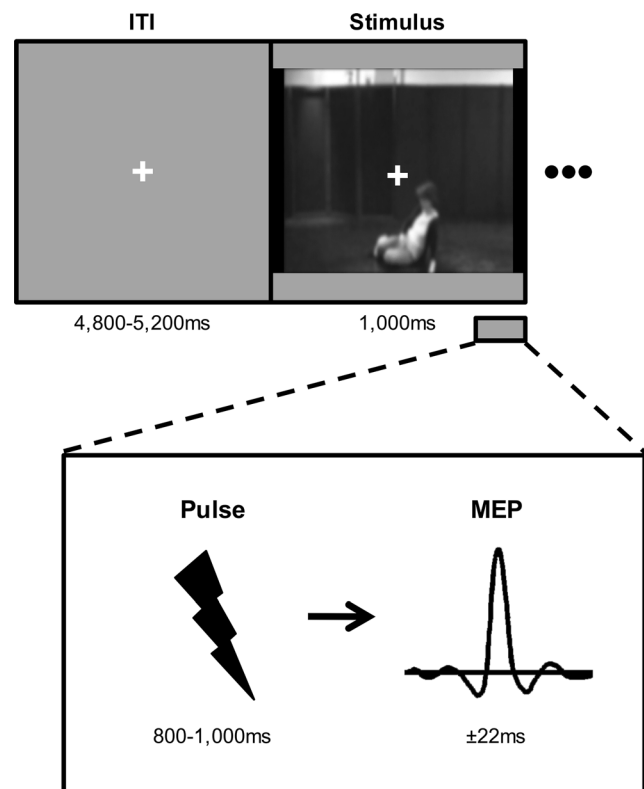 ITI
Stimulus
4,800-5,200ms
1,000ms
Pulse
MEP
800-1,000ms
±22ms